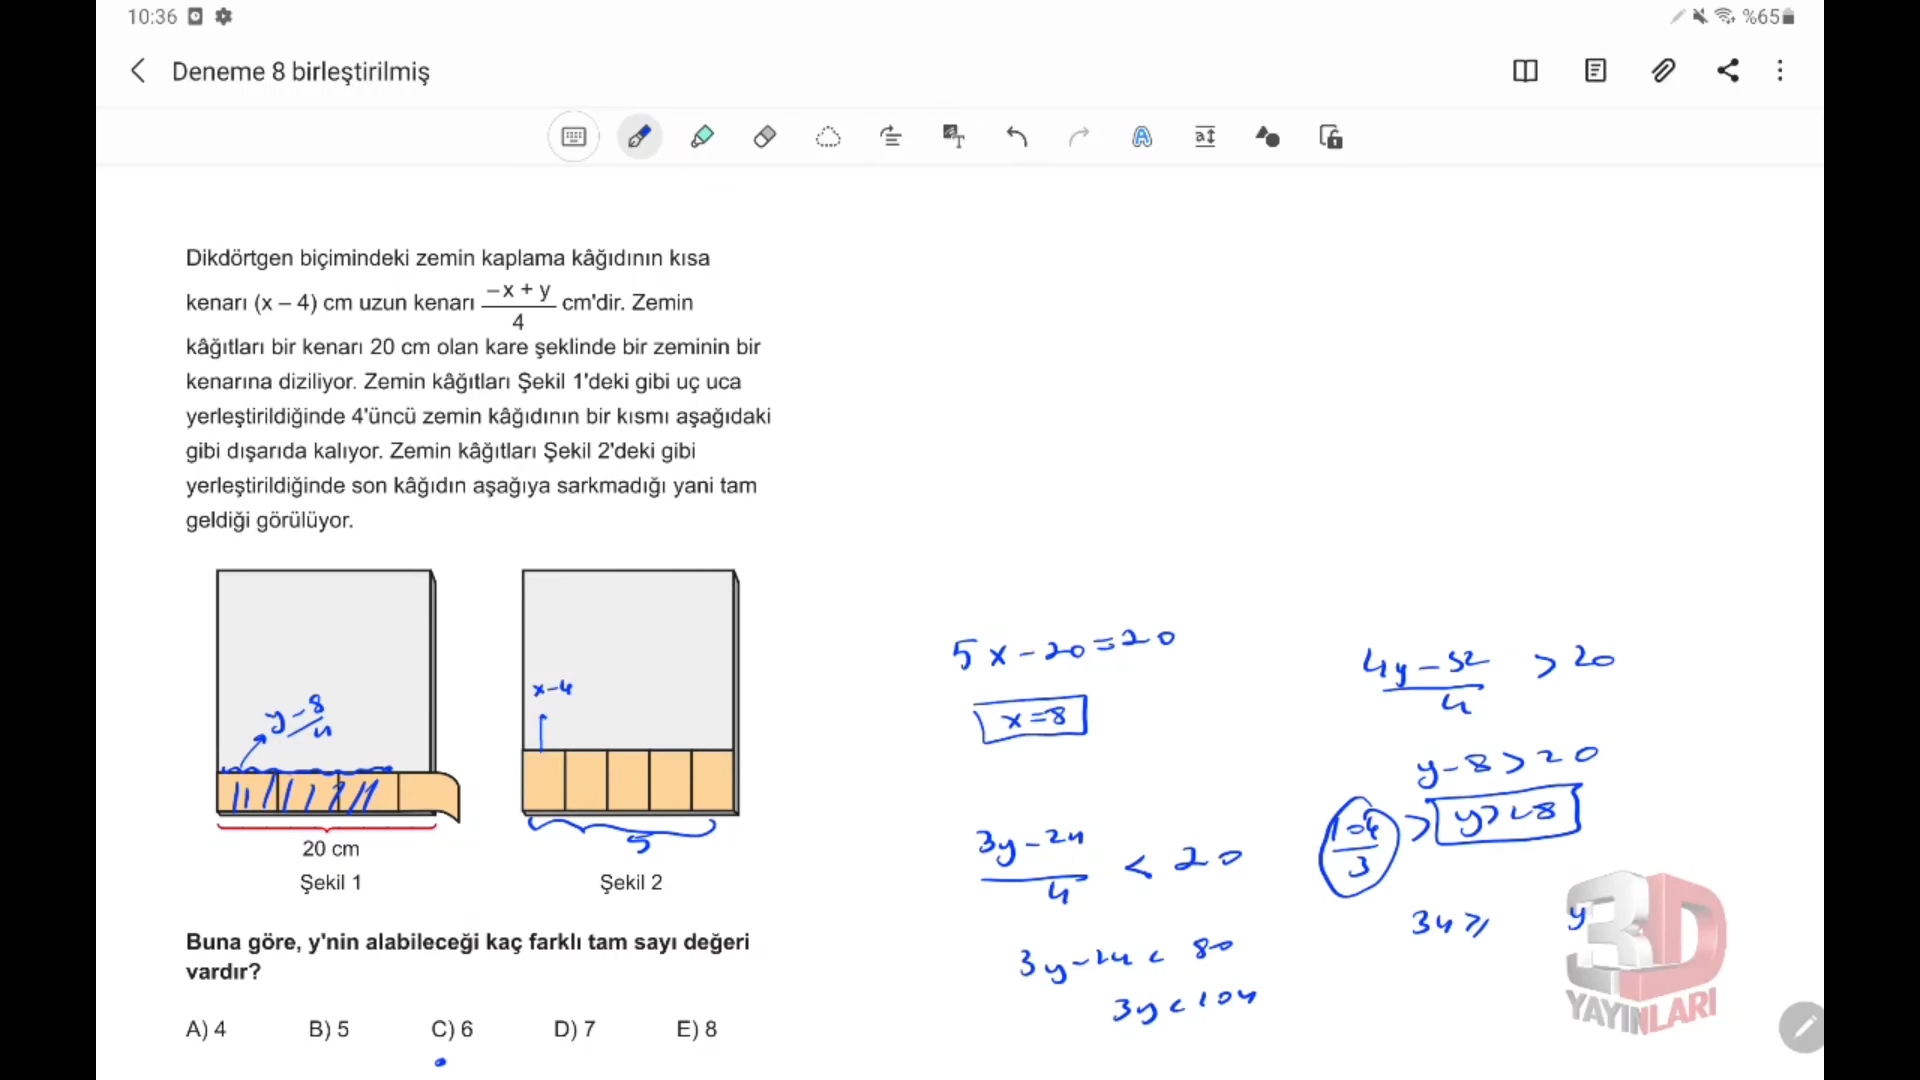 10:36
%65
Deneme 8 birleştirilmiş
Dikdörtgen biçimindeki zemin kaplama kâğıdının kısa
kenarı (x – 4) cm uzun kenarı (–x + y)/4 cm'dir. Zemin
kâğıtları bir kenarı 20 cm olan kare şeklinde bir zeminin bir
kenarına diziliyor. Zemin kâğıtları Şekil 1'deki gibi uç uca
yerleştirildiğinde 4'üncü zemin kâğıdının bir kısmı aşağıdaki
gibi dışarıda kalıyor. Zemin kâğıtları Şekil 2'deki gibi
yerleştirildiğinde son kâğıdın aşağıya sarkmadığı yani tam
geldiği görülüyor.
y-8/4
20 cm
Şekil 1
x-4
5
Şekil 2
Buna göre, y'nin alabileceği kaç farklı tam sayı değeri
vardır?
A) 4 B) 5 C) 6 D) 7 E) 8
5x-20=20
x=8
3y-24/4 < 20
3y-24 < 80
3y<104
4y-32/4 > 20
y-8>20
104/3 > y>28
34≥ y
3D
YAYINLARI